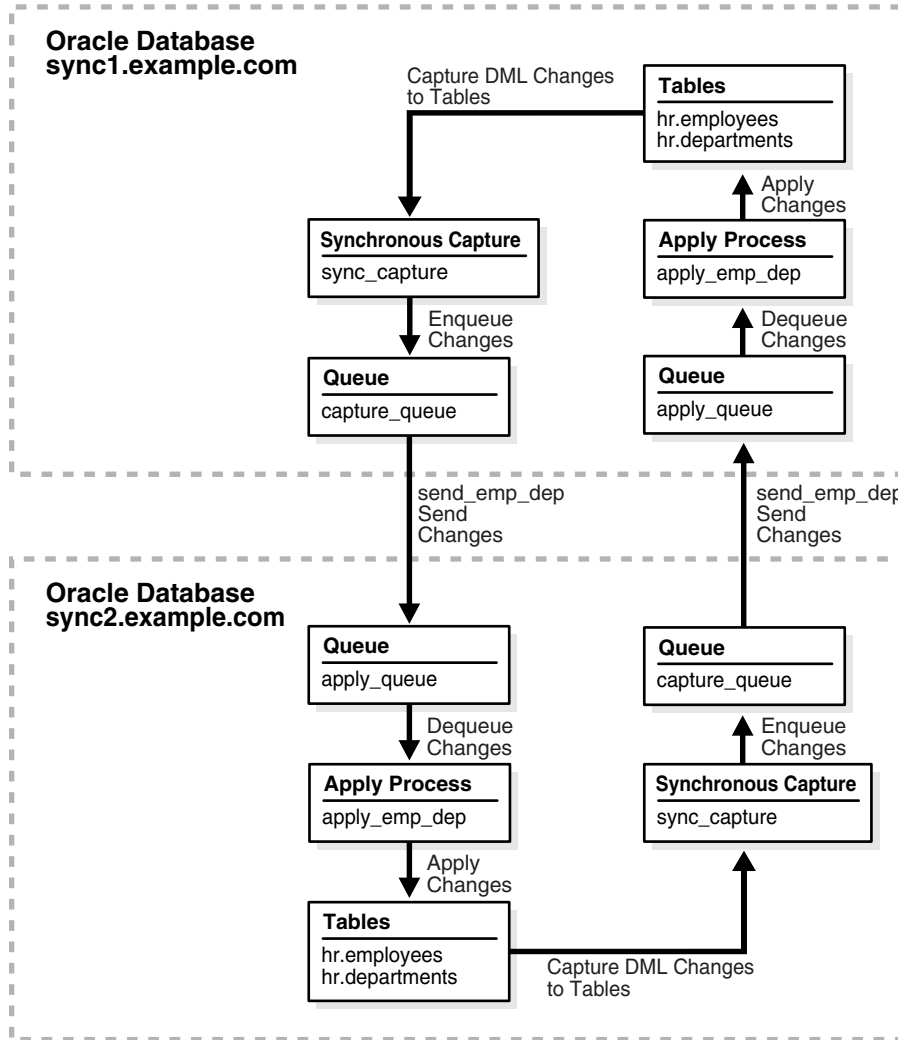 Oracle Database
sync1.example.com
Capture DML Changes
to Tables
Tables
hr.employees
hr.departments
Apply
Changes
Synchronous Capture
sync_capture
Apply Process
apply_emp_dep
Enqueue
Changes
Dequeue
Changes
Queue
capture_queue
Queue
apply_queue
send_emp_dep
Send
Changes
send_emp_dep
Send
Changes
Oracle Database
sync2.example.com
Queue
apply_queue
Queue
capture_queue
Dequeue
Changes
Enqueue
Changes
Apply Process
apply_emp_dep
Synchronous Capture
sync_capture
Apply
Changes
Tables
hr.employees
hr.departments
Capture DML Changes
to Tables